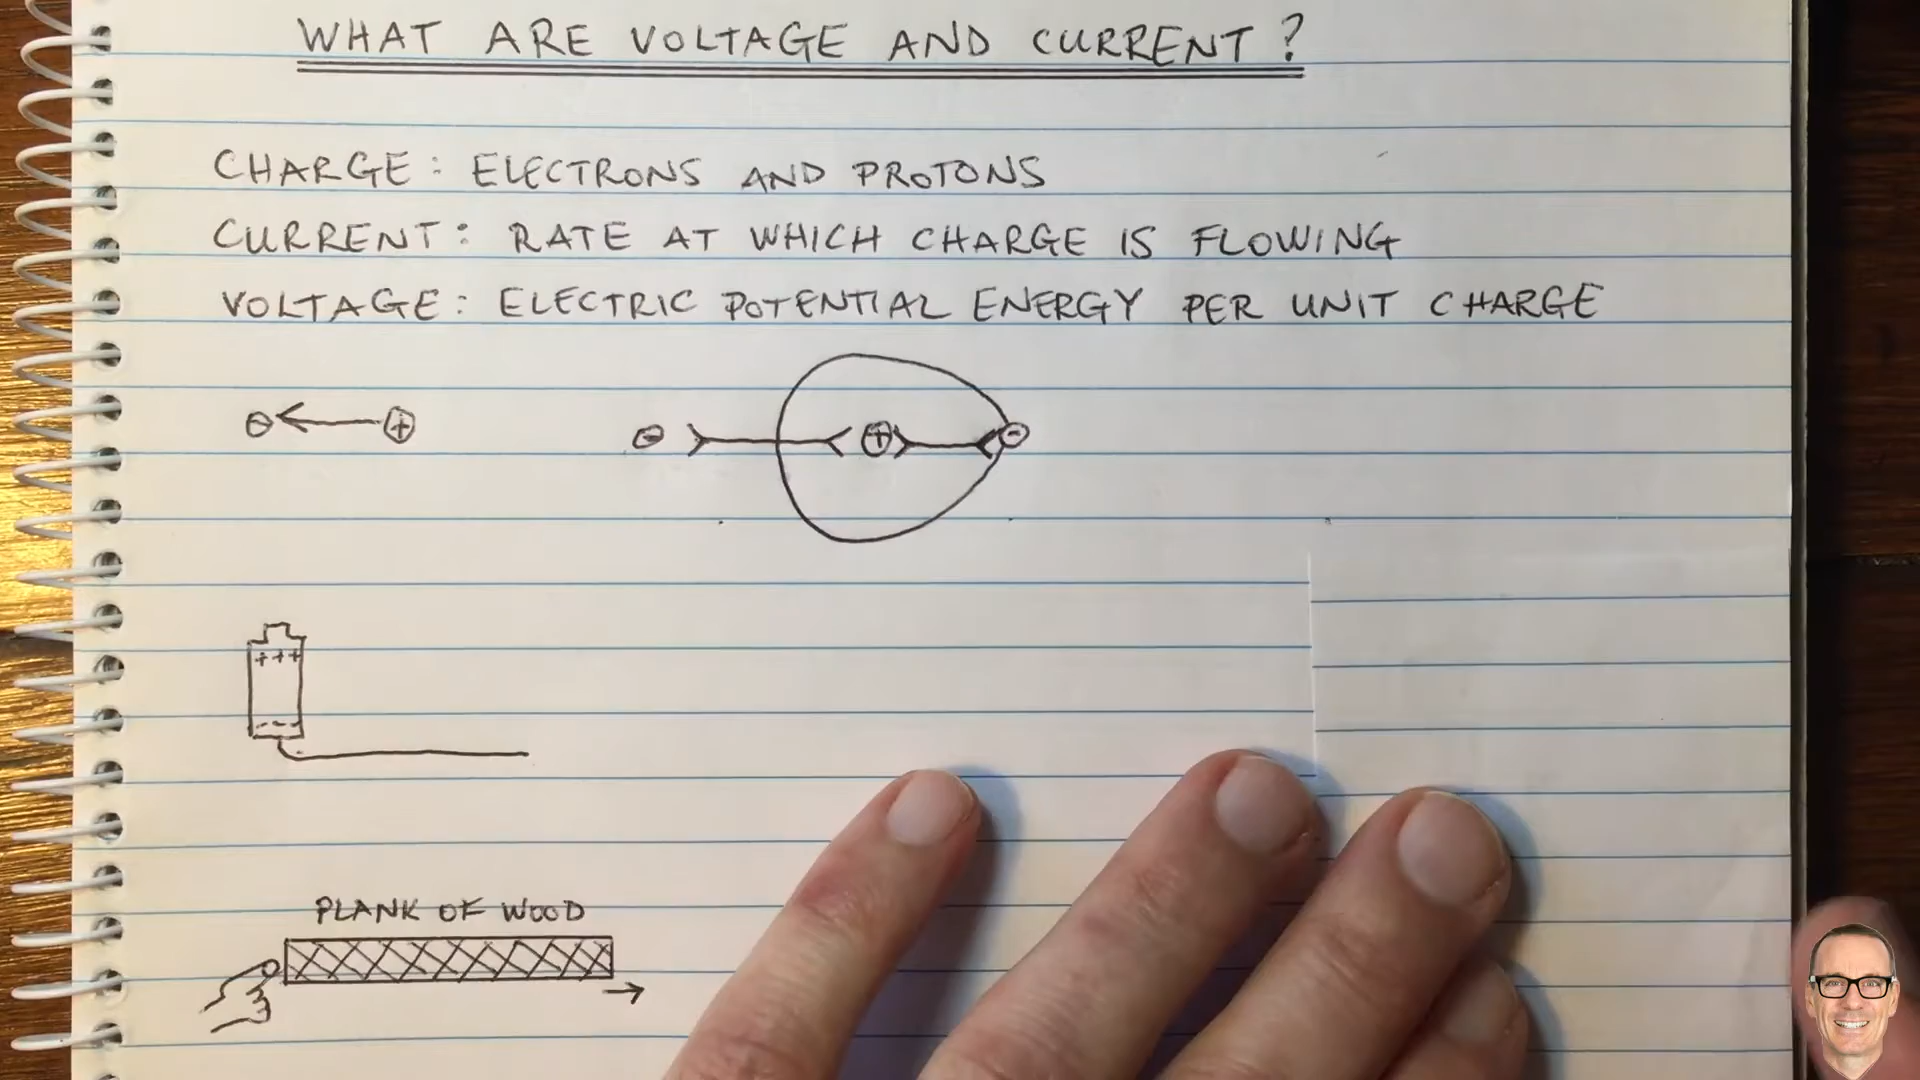 WHAT ARE VOLTAGE AND CURRENT?
CHARGE: ELECTRONS AND PROTONS
CURRENT: RATE AT WHICH CHARGE IS FLOWING
VOLTAGE: ELECTRIC POTENTIAL ENERGY PER UNIT CHARGE
- +
- + -
+++
---
PLANK OF WOOD